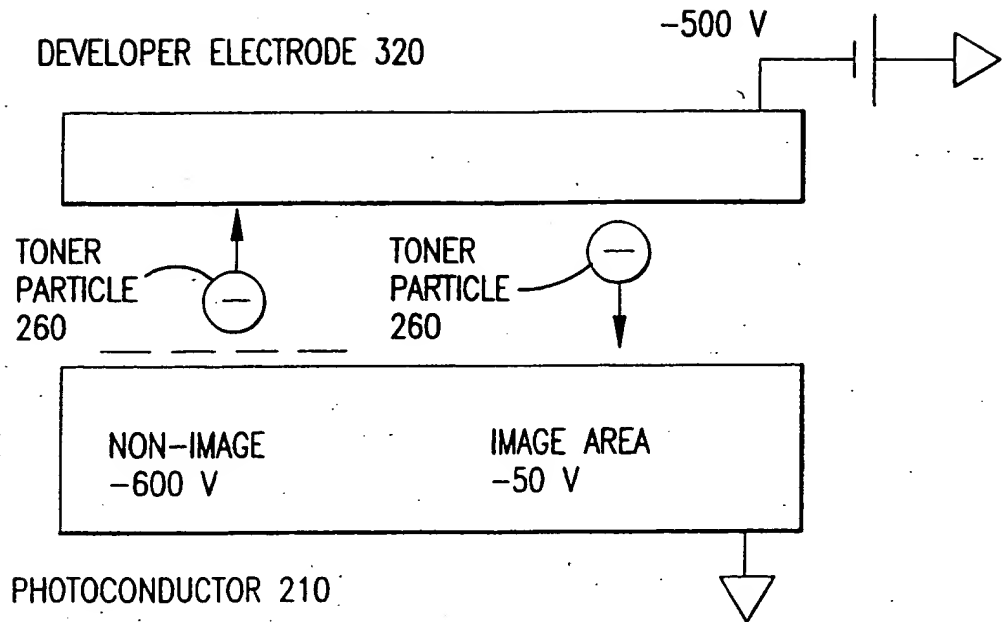 DEVELOPER ELECTRODE 320
-500 V
TONER
PARTICLE
260
TONER
PARTICLE
260
NON-IMAGE
-600 V
IMAGE AREA
-50 V
PHOTOCONDUCTOR 210